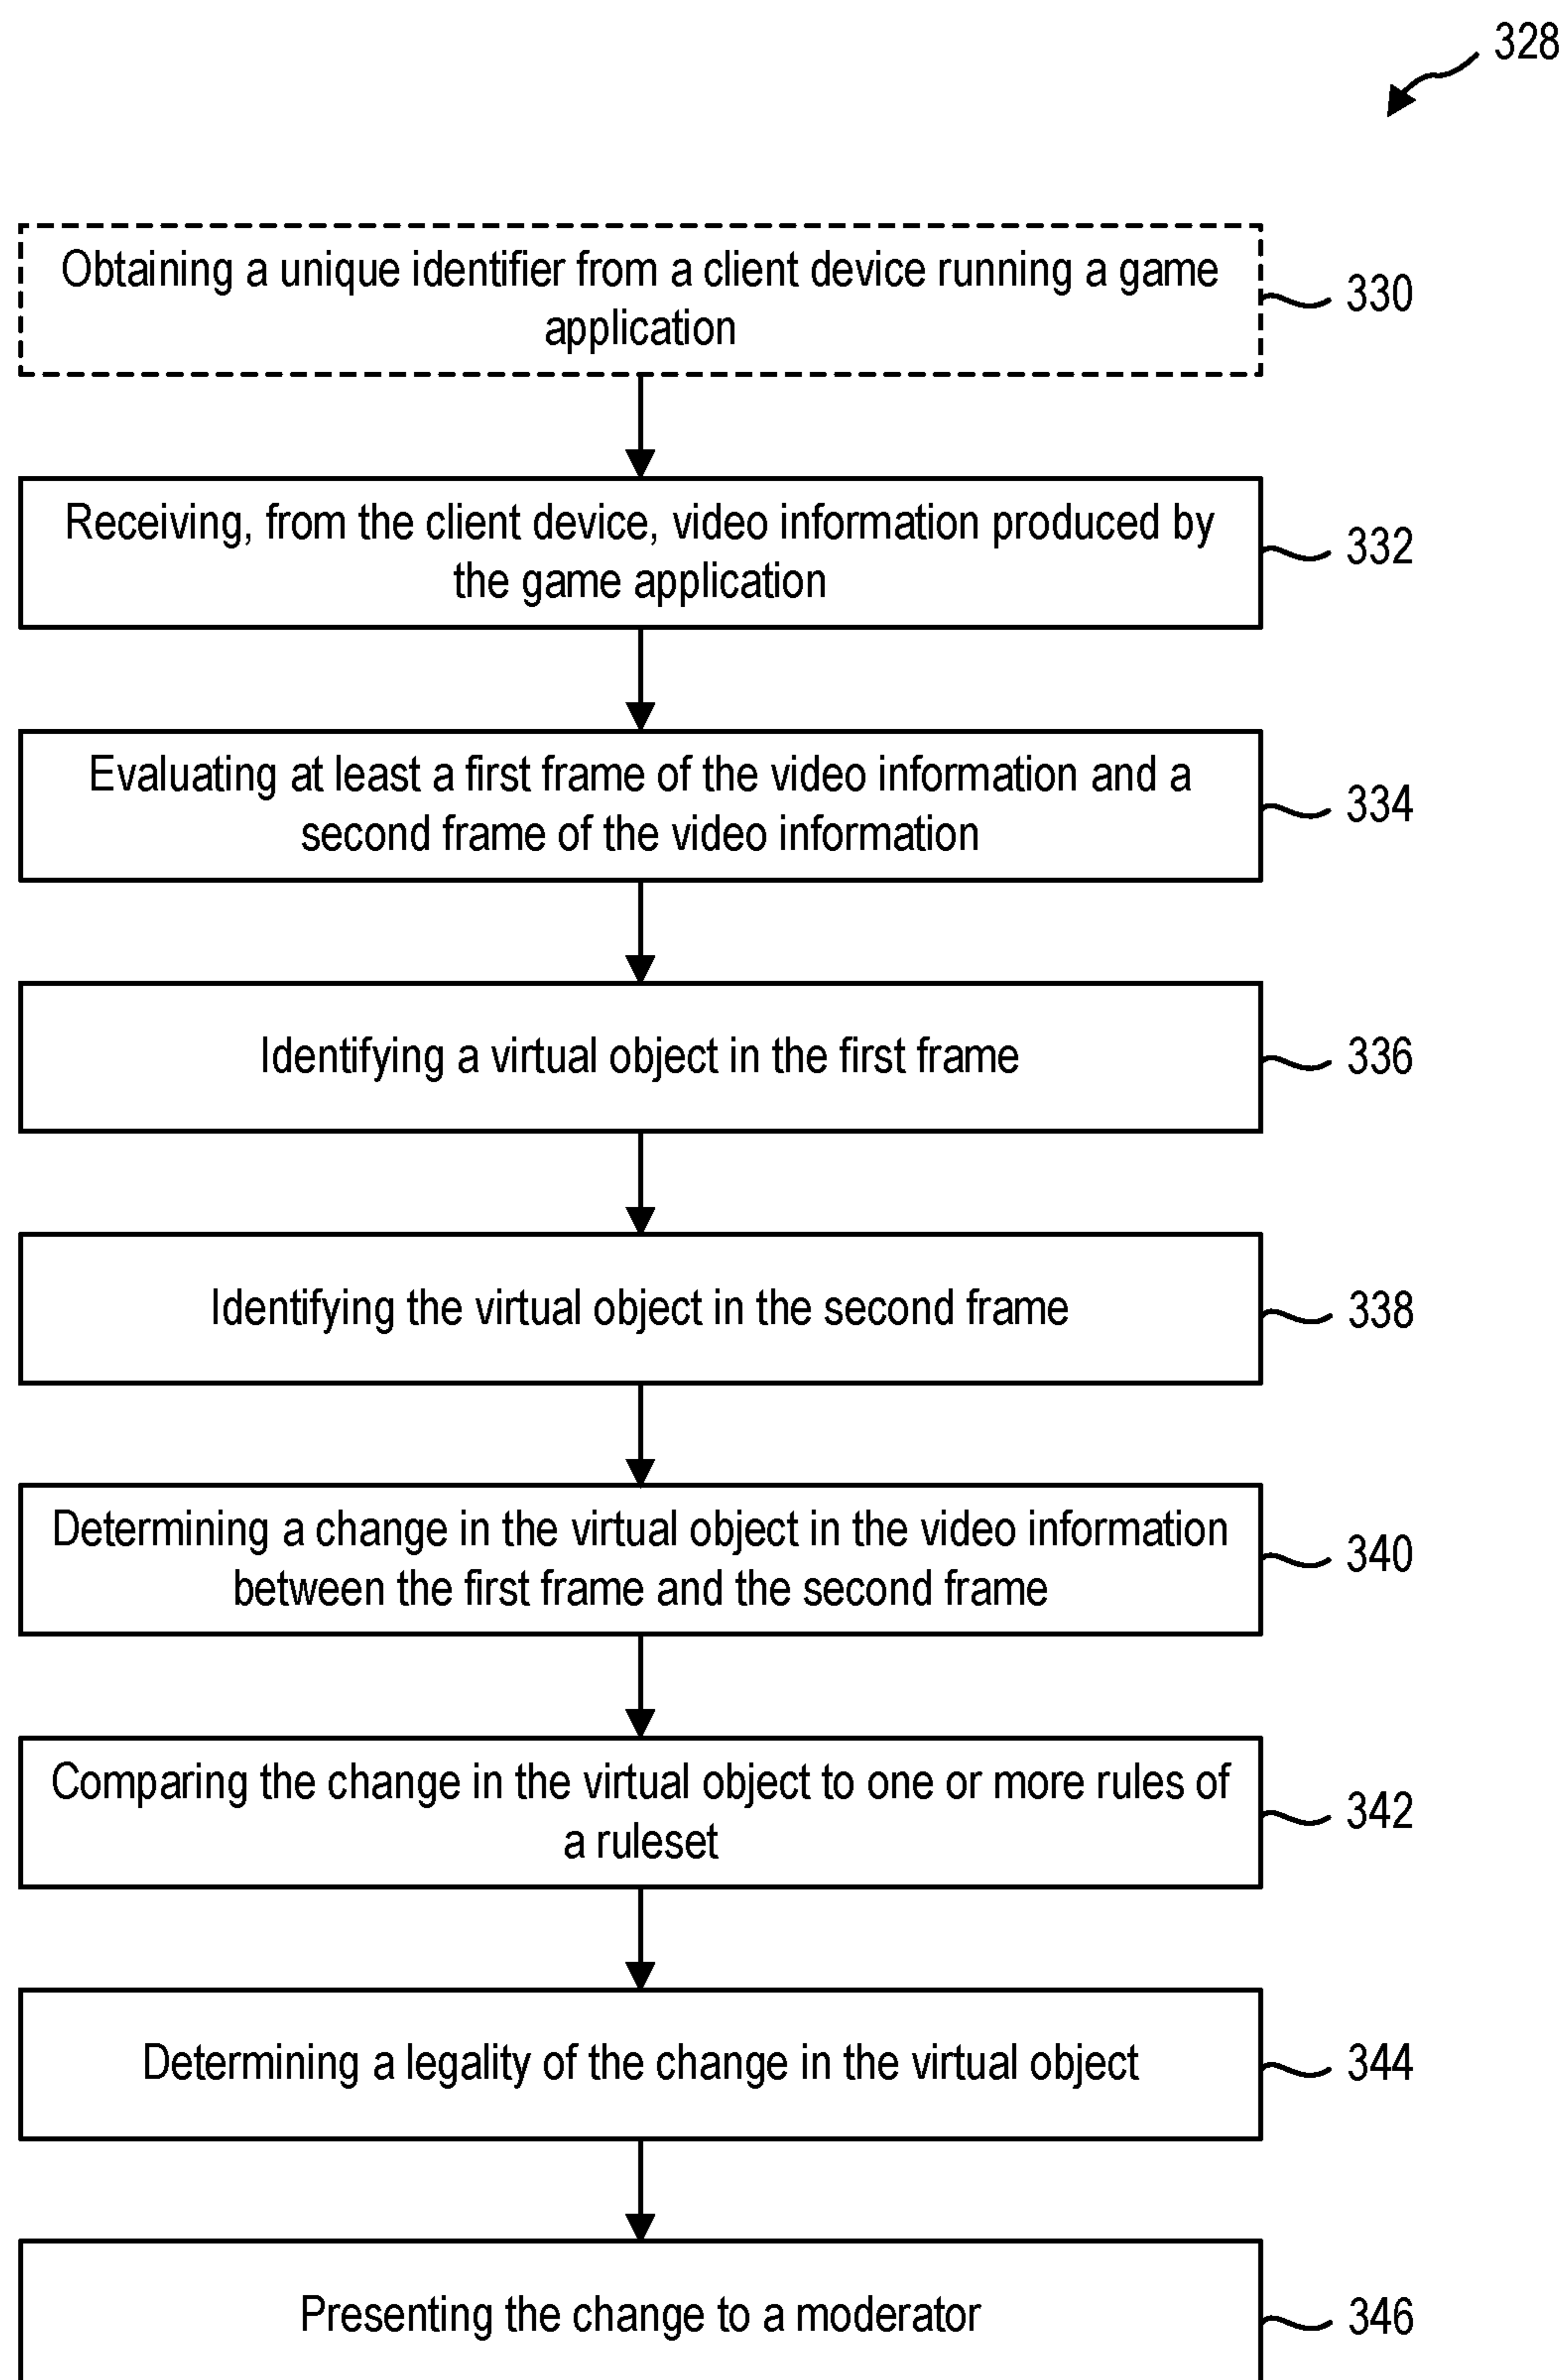 328
Obtaining a unique identifier from a client device running a game
application
330
Receiving, from the client device, video information produced by
the game application
332
Evaluating at least a first frame of the video information and a
second frame of the video information
334
Identifying a virtual object in the first frame
336
Identifying the virtual object in the second frame
338
Determining a change in the virtual object in the video information
between the first frame and the second frame
340
Comparing the change in the virtual object to one or more rules of
a ruleset
342
Determining a legality of the change in the virtual object
344
Presenting the change to a moderator
346